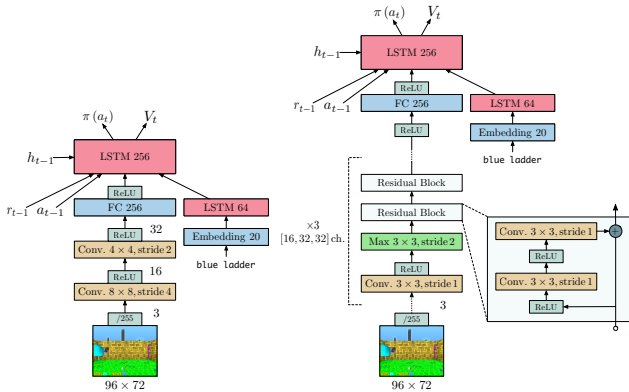 π(a_t) V_t
h_{t−1} LSTM 256
r_{t−1} a_{t−1}
ReLU
FC 256 LSTM 64
ReLU 32
Conv. 4 × 4, stride 2 Embedding 20
ReLU 16 blue ladder
Conv. 8 × 8, stride 4
/255 3
96 × 72
π(a_t) V_t
h_{t−1} LSTM 256
r_{t−1} a_{t−1}
ReLU
FC 256 LSTM 64
ReLU Embedding 20
blue ladder
Residual Block
Residual Block
×3
[16, 32, 32] ch.
Max 3 × 3, stride 2
ReLU
Conv. 3 × 3, stride 1
/255 3
96 × 72
Conv. 3 × 3, stride 1 +
ReLU
Conv. 3 × 3, stride 1
ReLU